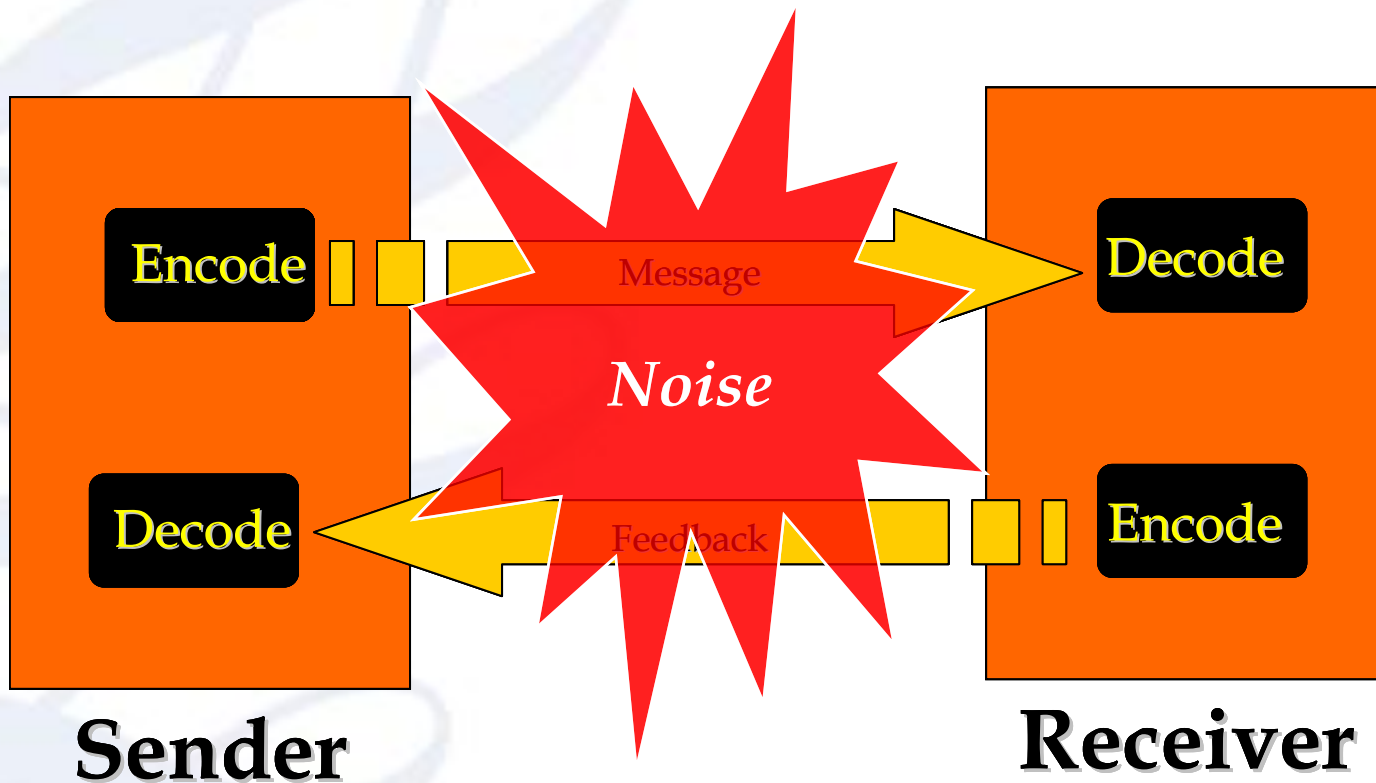 Encode
Message
Decode
Noise
Decode
Feedback
Encode
Sender
Receiver